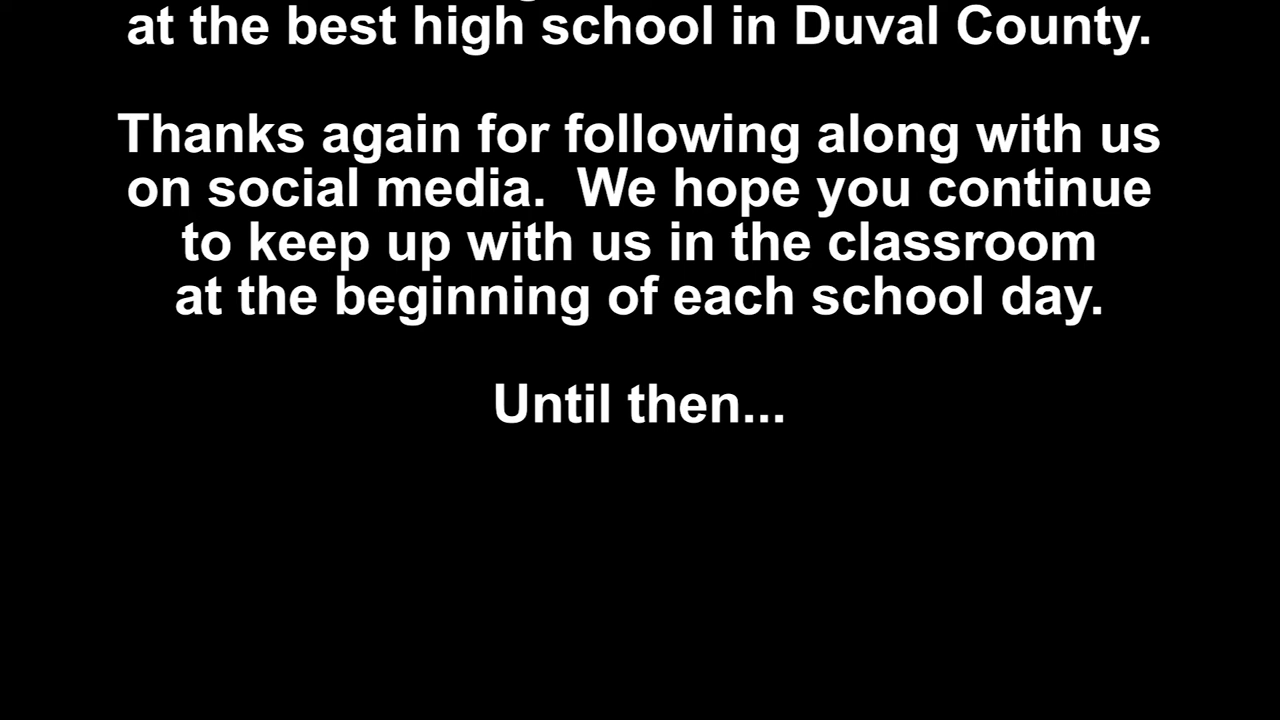 at the best high school in Duval County.
Thanks again for following along with us
on social media.  We hope you continue
to keep up with us in the classroom
at the beginning of each school day.
Until then...